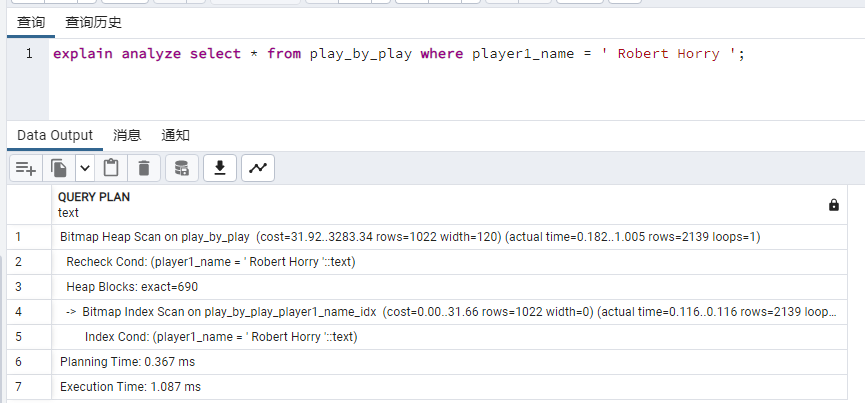 查询 查询历史
1 explain analyze select * from play_by_play where player1_name = ' Robert Horry ';
Data Output 消息 通知
QUERY PLAN
text
1 Bitmap Heap Scan on play_by_play (cost=31.92..3283.34 rows=1022 width=120) (actual time=0.182..1.005 rows=2139 loops=1)
2 Recheck Cond: (player1_name = ' Robert Horry '::text)
3 Heap Blocks: exact=690
4 -> Bitmap Index Scan on play_by_play_player1_name_idx (cost=0.00..31.66 rows=1022 width=0) (actual time=0.116..0.116 rows=2139 loop...
5 Index Cond: (player1_name = ' Robert Horry '::text)
6 Planning Time: 0.367 ms
7 Execution Time: 1.087 ms